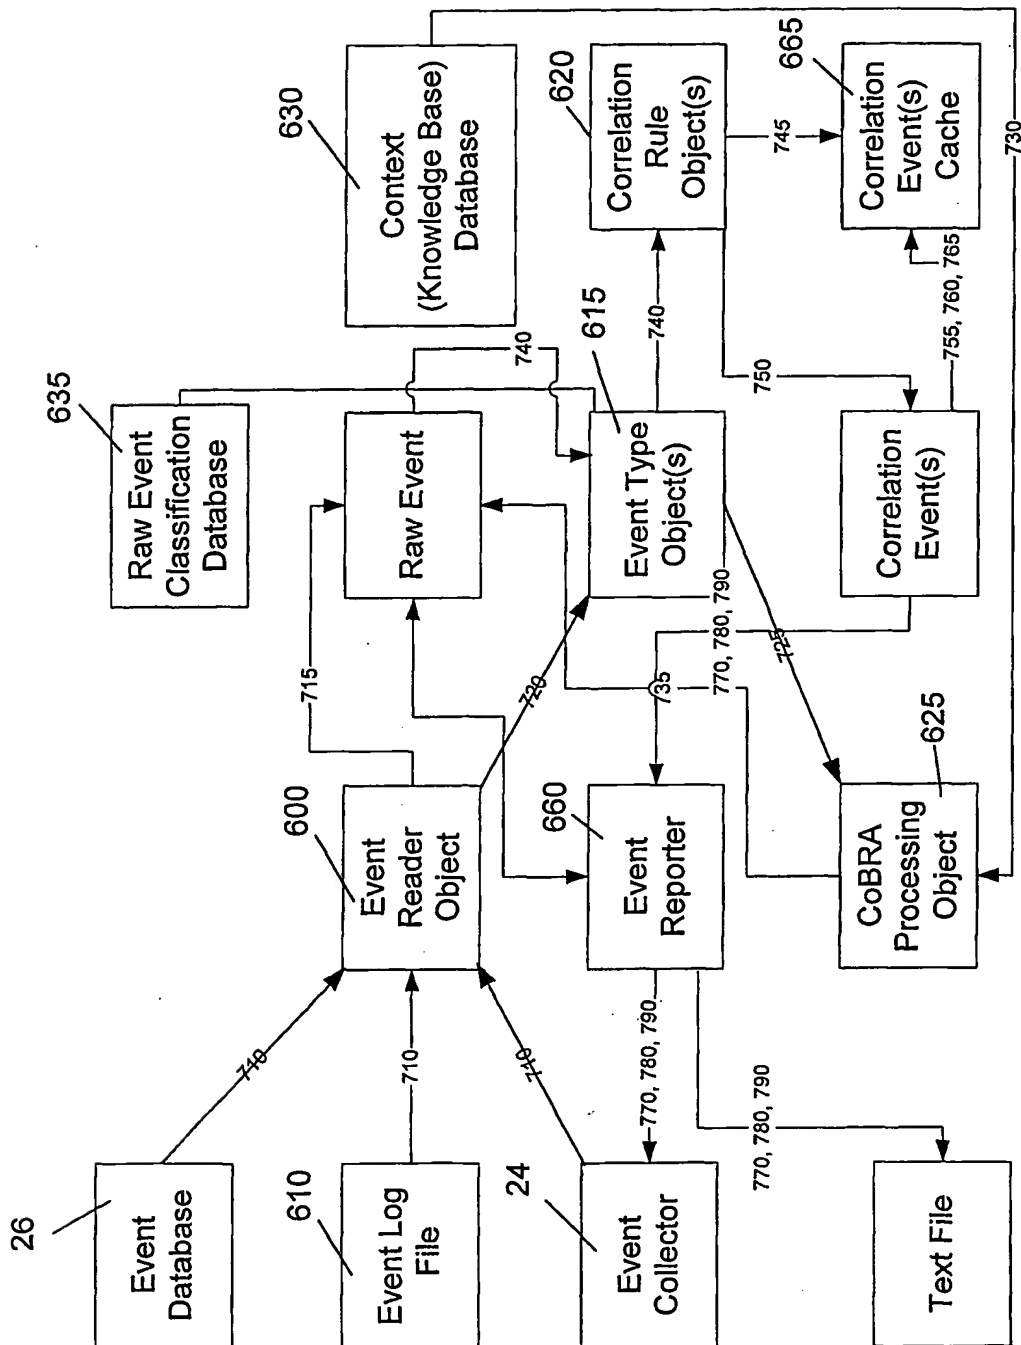 26
Event
Database
610
Event Log
File
24
Event
Collector
Text File
710
710
710
770, 780, 790
770, 780, 790
600
Event
Reader
Object
660
Event
Reporter
625
CoBRA
Processing
Object
715
720
735
770, 780, 790
725
635
Raw Event
Classification
Database
Raw Event
615
Event Type
Object(s)
Correlation
Event(s)
740
740
750
755, 760, 765
630
Context
(Knowledge Base)
Database
620
Correlation
Rule
Object(s)
745
665
Correlation
Event(s)
Cache
730